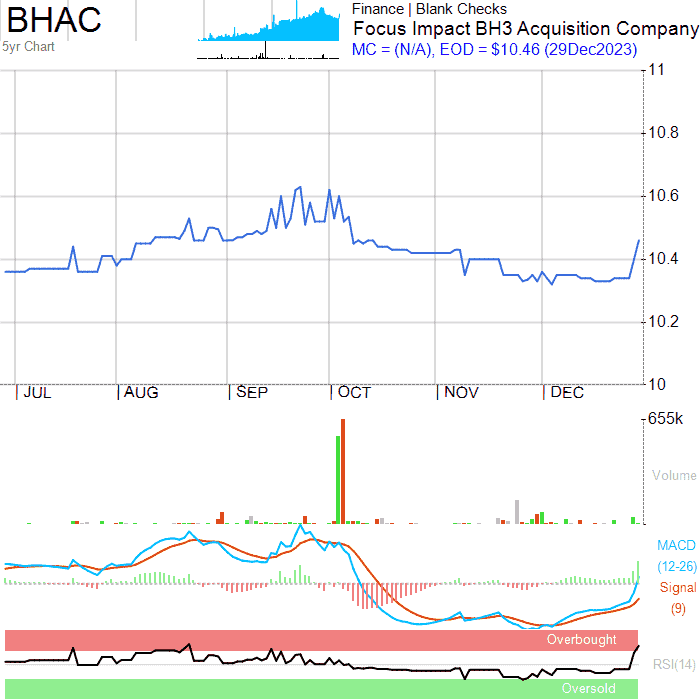 BHAC
5yr Chart
Finance | Blank Checks
Focus Impact BH3 Acquisition Company
MC = (N/A), EOD = $10.46 (29Dec2023)
11
10.8
10.6
10.4
10.2
10
JUL AUG SEP OCT NOV DEC
655k
Volume
MACD
(12-26)
Signal
(9)
Overbought
RSI(14)
Oversold